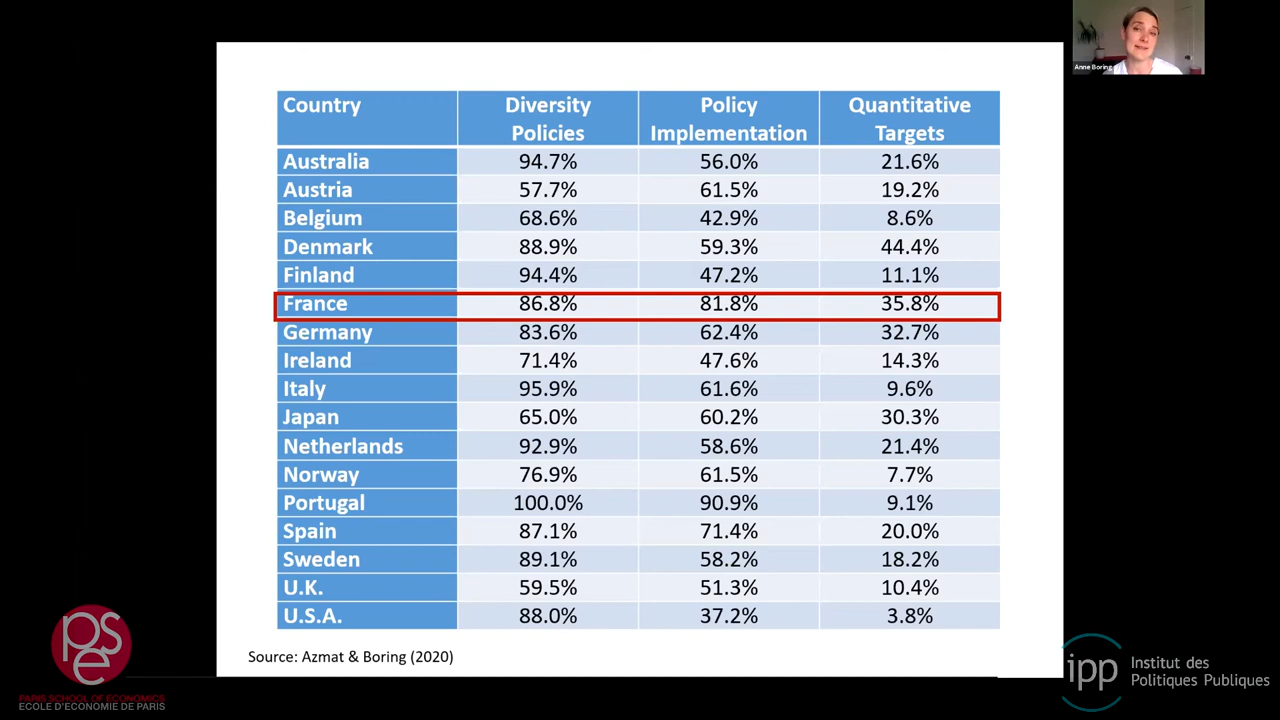 Anne Boring
Country Diversity Policies Policy Implementation Quantitative Targets
Australia 94.7% 56.0% 21.6%
Austria 57.7% 61.5% 19.2%
Belgium 68.6% 42.9% 8.6%
Denmark 88.9% 59.3% 44.4%
Finland 94.4% 47.2% 11.1%
France 86.8% 81.8% 35.8%
Germany 83.6% 62.4% 32.7%
Ireland 71.4% 47.6% 14.3%
Italy 95.9% 61.6% 9.6%
Japan 65.0% 60.2% 30.3%
Netherlands 92.9% 58.6% 21.4%
Norway 76.9% 61.5% 7.7%
Portugal 100.0% 90.9% 9.1%
Spain 87.1% 71.4% 20.0%
Sweden 89.1% 58.2% 18.2%
U.K. 59.5% 51.3% 10.4%
U.S.A. 88.0% 37.2% 3.8%
Source: Azmat & Boring (2020)
pse
PARIS SCHOOL OF ECONOMICS
ECOLE D'ECONOMIE DE PARIS
ipp
Institut des
Politiques Publiques